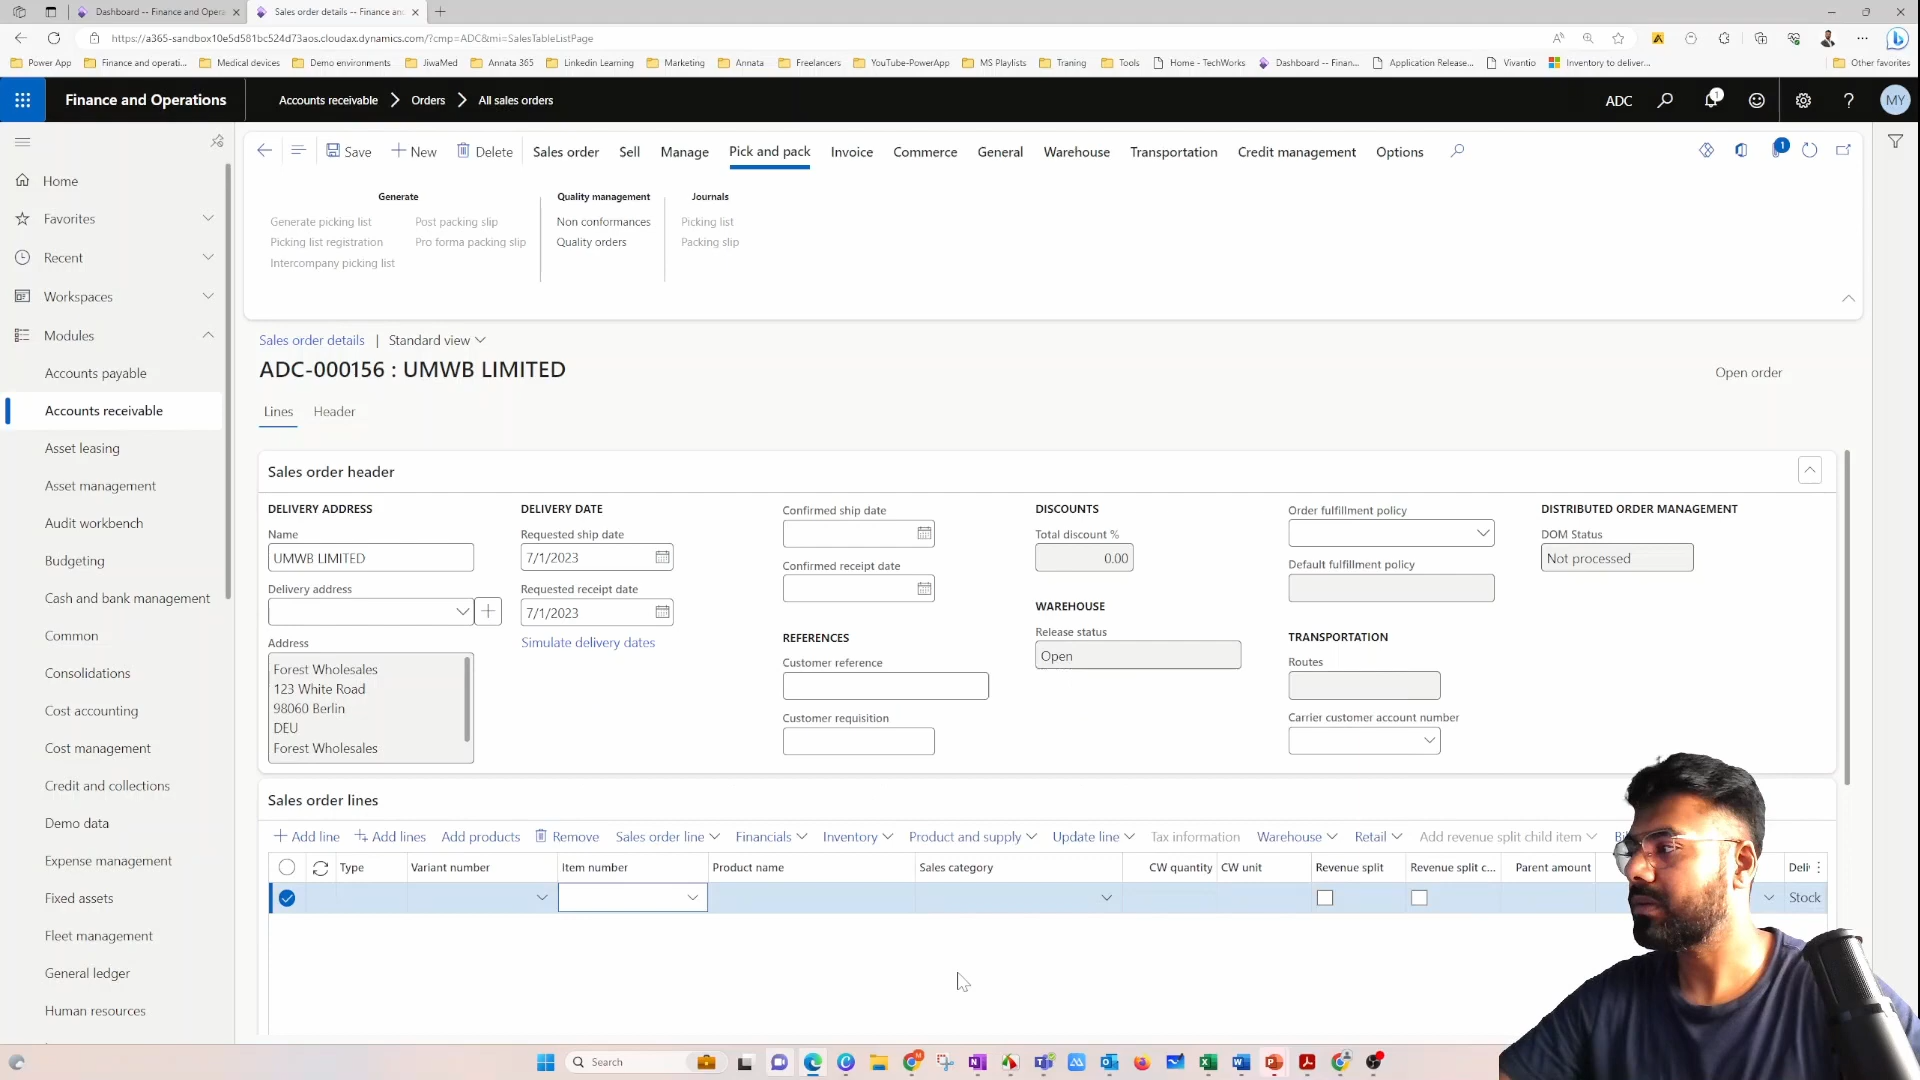 Dashboard -- Finance and Opera
Sales order details -- Finance and
https://a365-sandbox10e5d581bc524d73aos.cloudax.dynamics.com/?cmp=ADC&mi=SalesTableListPage
Power App
Finance and operati...
Medical devices
Demo environments
JiwaMed
Annata 365
Linkedin Learning
Marketing
Annata
Freelancers
YouTube-PowerApp
MS Playlists
Traning
Tools
Home - TechWorks
Dashboard -- Finan...
Application Release...
Vivantio
Inventory to deliver...
Other favorites
Finance and Operations
Accounts receivable
Orders
All sales orders
ADC
1
MY
Save
New
Delete
Sales order
Sell
Manage
Pick and pack
Invoice
Commerce
General
Warehouse
Transportation
Credit management
Options
1
Generate
Generate picking list
Picking list registration
Intercompany picking list
Post packing slip
Pro forma packing slip
Quality management
Non conformances
Quality orders
Journals
Picking list
Packing slip
Home
Favorites
Recent
Workspaces
Modules
Accounts payable
Accounts receivable
Asset leasing
Asset management
Audit workbench
Budgeting
Cash and bank management
Common
Consolidations
Cost accounting
Cost management
Credit and collections
Demo data
Expense management
Fixed assets
Fleet management
General ledger
Human resources
Sales order details | Standard view
ADC-000156 : UMWB LIMITED
Open order
Lines
Header
Sales order header
DELIVERY ADDRESS
Name
UMWB LIMITED
Delivery address
Address
Forest Wholesales
123 White Road
98060 Berlin
DEU
Forest Wholesales
DELIVERY DATE
Requested ship date
7/1/2023
Requested receipt date
7/1/2023
Simulate delivery dates
Confirmed ship date
Confirmed receipt date
REFERENCES
Customer reference
Customer requisition
DISCOUNTS
Total discount %
0.00
WAREHOUSE
Release status
Open
Order fulfillment policy
Default fulfillment policy
TRANSPORTATION
Routes
Carrier customer account number
DISTRIBUTED ORDER MANAGEMENT
DOM Status
Not processed
Sales order lines
Add line
Add lines
Add products
Remove
Sales order line
Financials
Inventory
Product and supply
Update line
Tax information
Warehouse
Retail
Add revenue split child item
Type
Variant number
Item number
Product name
Sales category
CW quantity
CW unit
Revenue split
Revenue split c...
Parent amount
Deli
Stock
Search